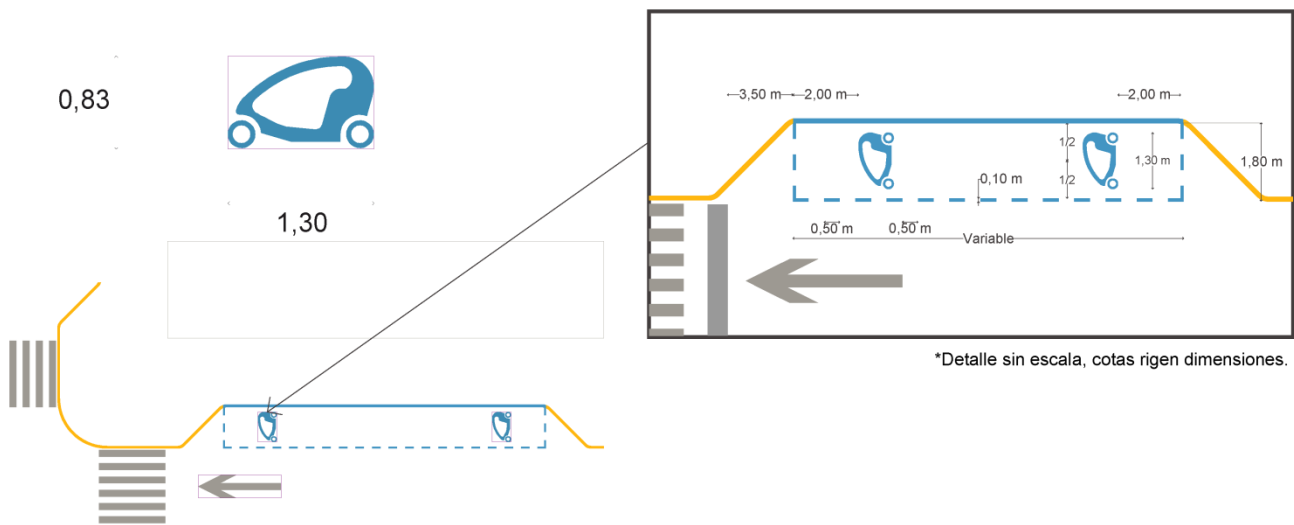 0,83
1,30
3,50 m
2,00 m
2,00 m
1/2
1/2
1,30 m
1,80 m
0,10 m
0,50 m
0,50 m
Variable
*Detalle sin escala, cotas rigen dimensiones.